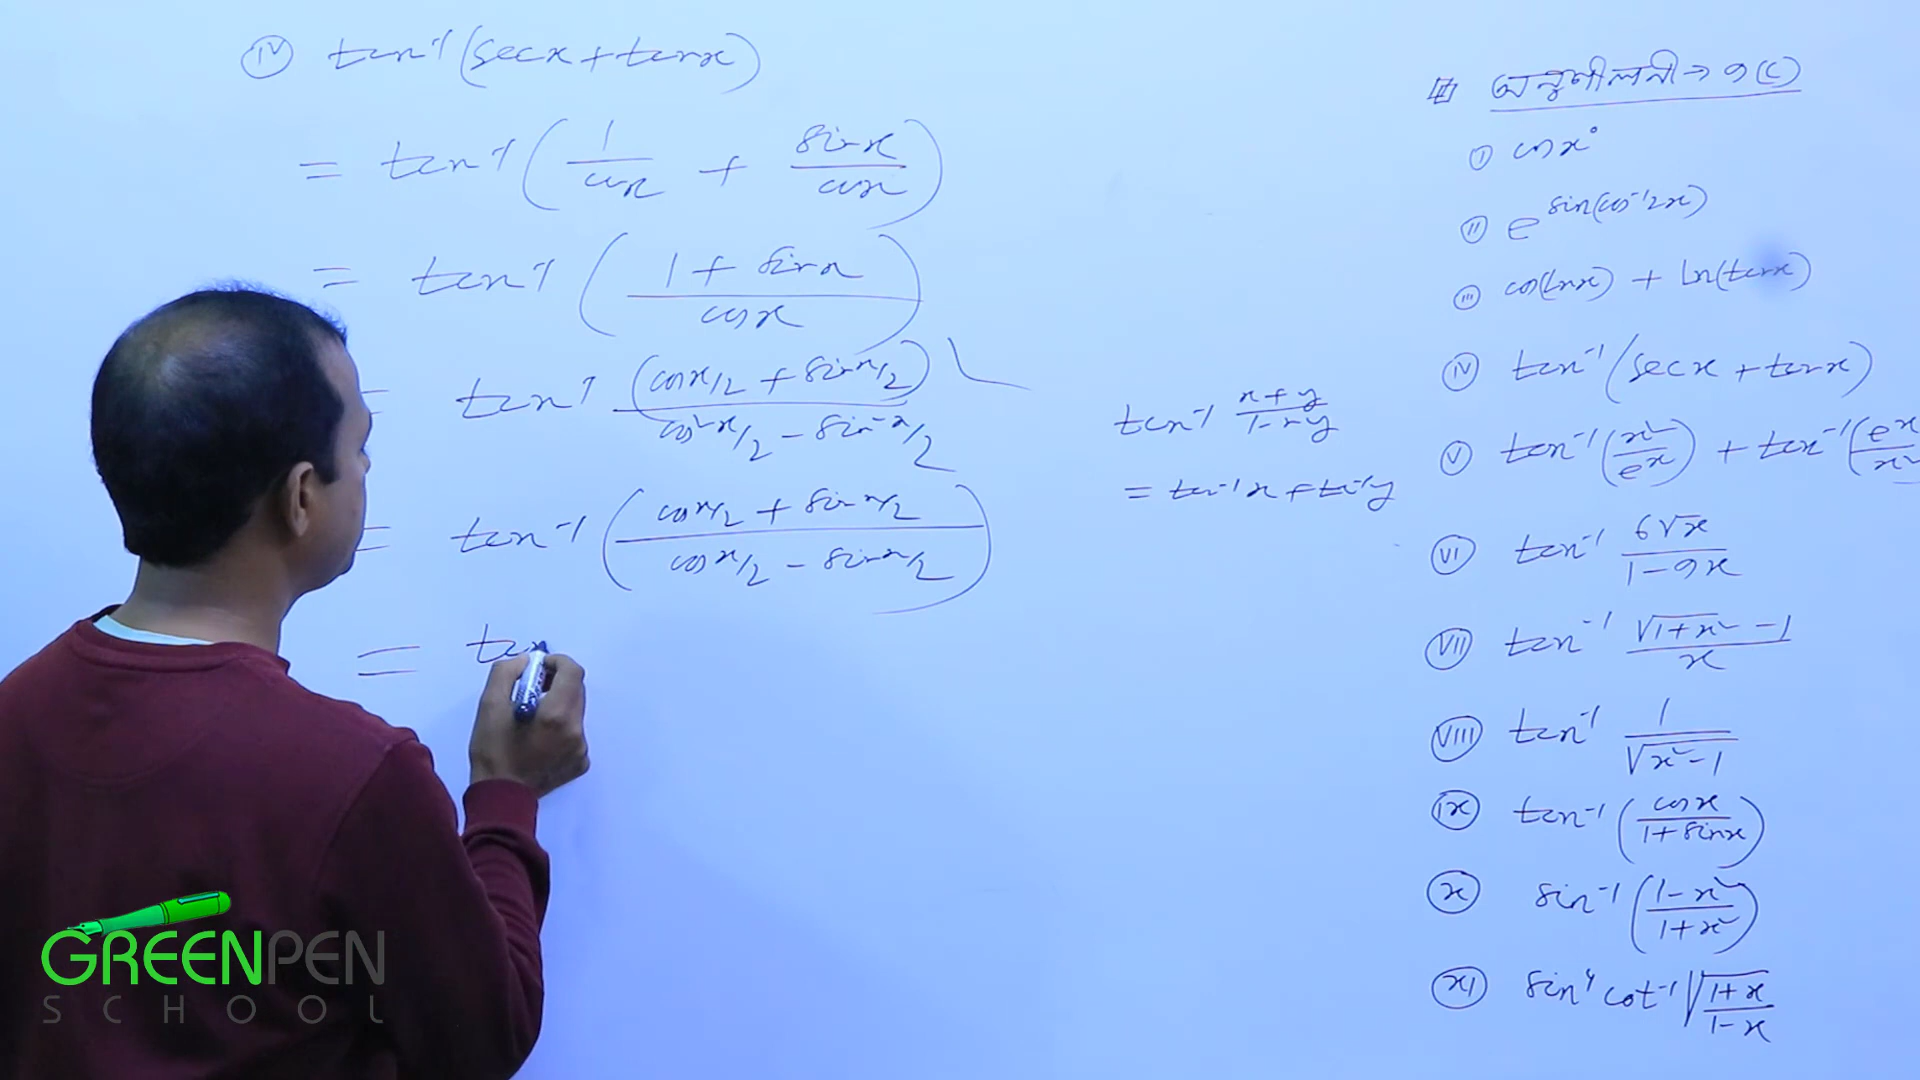 (iv) tan⁻¹(secx + tanx)
= tan⁻¹(1/cosx + sinx/cosx)
= tan⁻¹((1 + sinx)/cosx)
= tan⁻¹ (cosx/2 + sinx/2)²/(cos²x/2 − sin²x/2)
= tan⁻¹((cosx/2 + sinx/2)/(cosx/2 − sinx/2))
= tan
tan⁻¹ (x+y)/(1−xy)
= tan⁻¹x + tan⁻¹y
অনুশীলনী → ৯(C)
(i) cosx°
(ii) e^sin(cos⁻¹2x)
(iii) cos(lnx) + ln(tanx)
(iv) tan⁻¹(secx + tanx)
(v) tan⁻¹(x²/eˣ) + tan⁻¹(eˣ/x²
(vi) tan⁻¹ 6√x/(1−9x)
(vii) tan⁻¹ (√(1+x²) −1)/x
(viii) tan⁻¹ 1/√(x²−1)
(ix) tan⁻¹(cosx/(1+sinx))
(x) sin⁻¹((1−x²)/(1+x²))
(xi) sin⁴ cot⁻¹√((1+x)/(1−x))
GREENPEN
SCHOOL